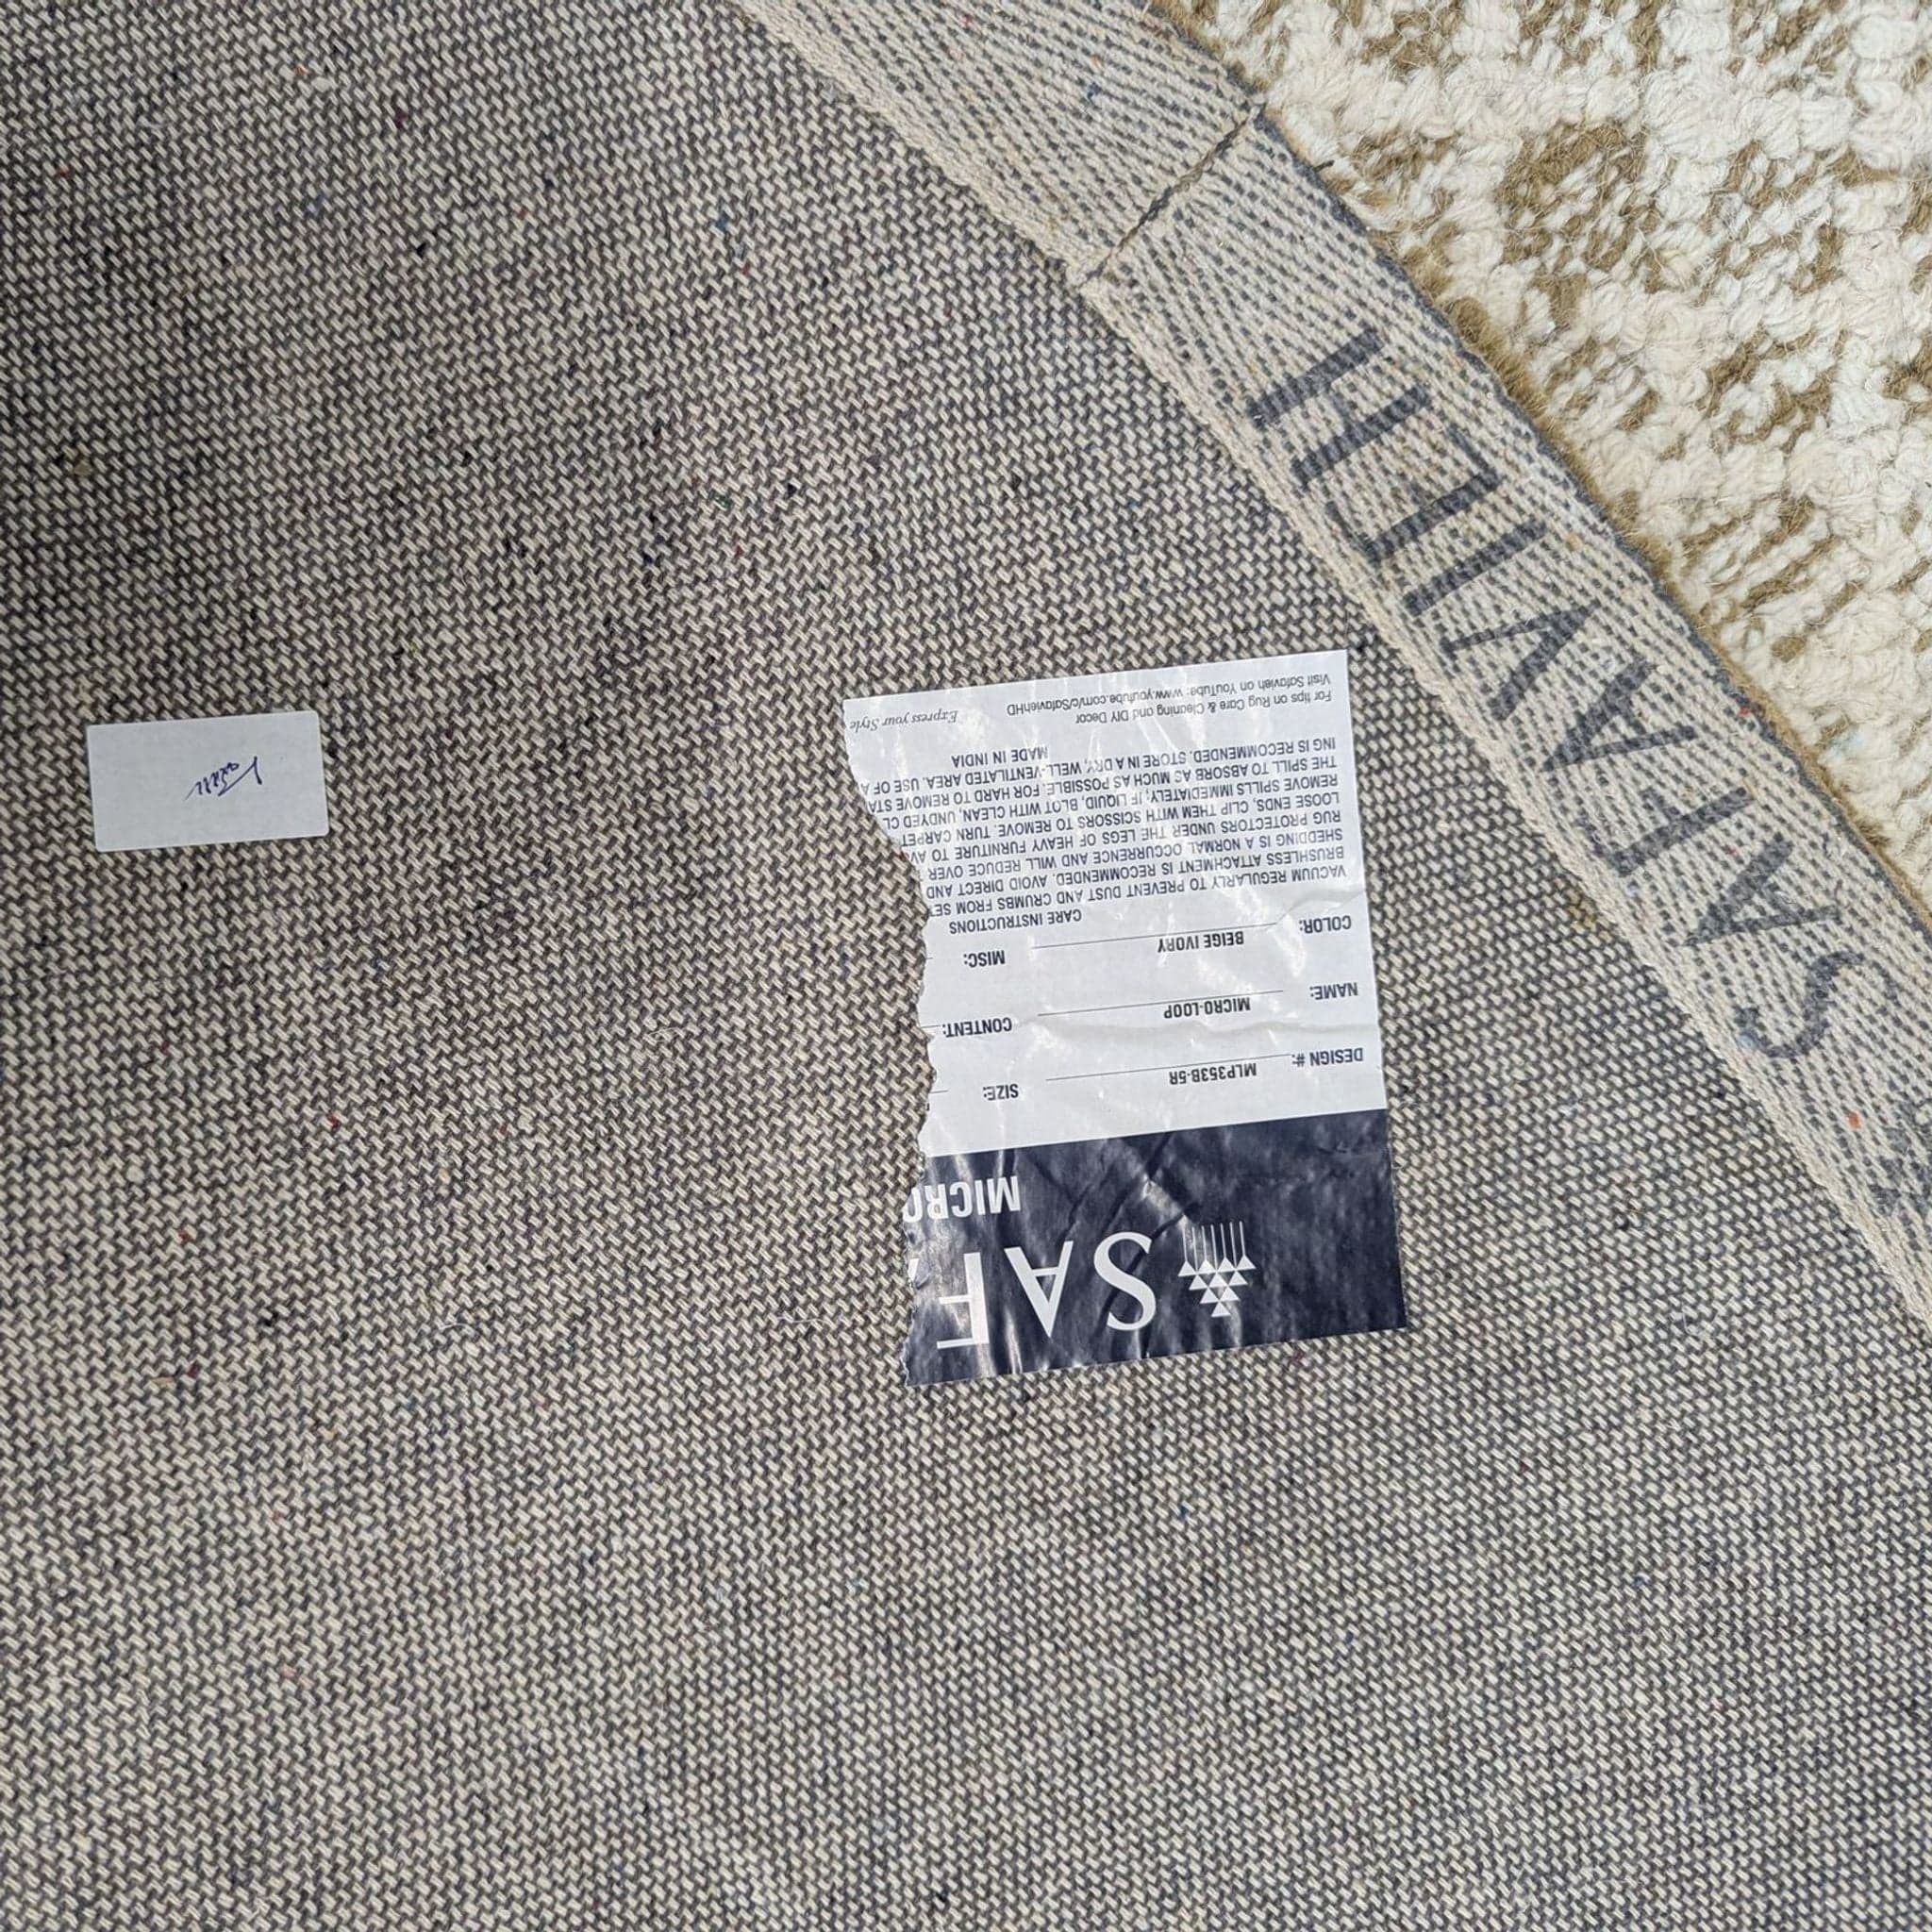 SAFAVIEH
SAF
MICRO
DESIGN #: MLP353B-5R SIZE:
NAME: MICRO-LOOP CONTENT:
COLOR: BEIGE IVORY MISC:
CARE INSTRUCTIONS
VACUUM REGULARLY TO PREVENT DUST AND CRUMBS FROM SET
BRUSHLESS ATTACHMENT IS RECOMMENDED. AVOID DIRECT AND
SHEDDING IS A NORMAL OCCURRENCE AND WILL REDUCE OVER
RUG PROTECTORS UNDER THE LEGS OF HEAVY FURNITURE TO AV
LOOSE ENDS, CLIP THEM WITH SCISSORS TO REMOVE. TURN CARPET
REMOVE SPILLS IMMEDIATELY; IF LIQUID, BLOT WITH CLEAN, UNDYED CL
THE SPILL TO ABSORB AS MUCH AS POSSIBLE. FOR HARD TO REMOVE STA
ING IS RECOMMENDED. STORE IN A DRY, WELL-VENTILATED AREA. USE OF A
MADE IN INDIA
For tips on Rug Care & Cleaning and DIY Decor
Visit Safavieh on YouTube: www.youtube.com/c/SafaviehHD
Express your Style